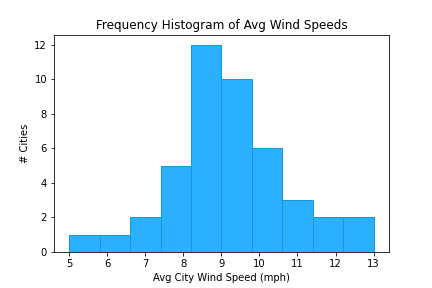 Frequency Histogram of Avg Wind Speeds
12
10
8
6
4
2
0
# Cities
5 6 7 8 9 10 11 12 13
Avg City Wind Speed (mph)